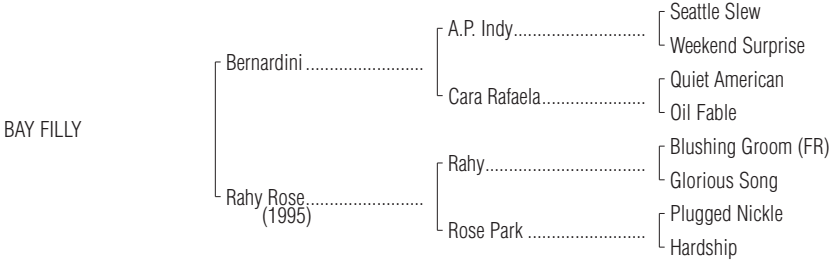 Seattle Slew
A.P. Indy..............................
Weekend Surprise
Bernardini ..........................
Quiet American
Cara Rafaela.......................
Oil Fable
BAY FILLY
Blushing Groom (FR)
Rahy...................................
Glorious Song
Rahy Rose..........................
(1995)
Plugged Nickle
Rose Park ..........................
Hardship